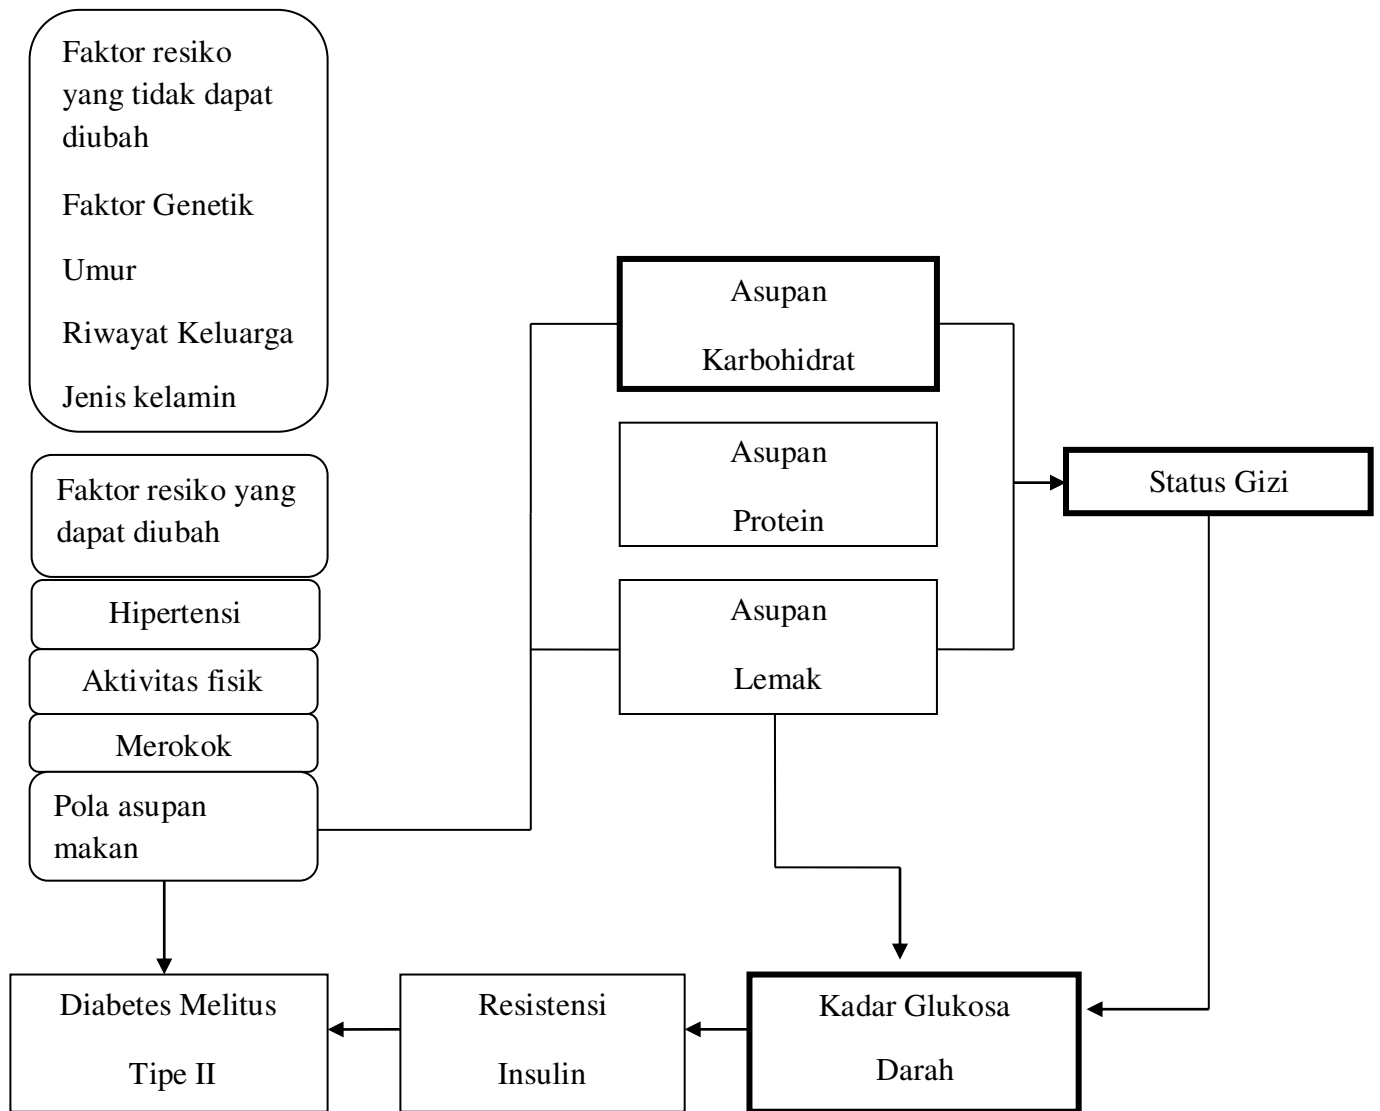 Faktor resiko
yang tidak dapat
diubah
Faktor Genetik
Umur
Riwayat Keluarga
Jenis kelamin
Faktor resiko yang
dapat diubah
Hipertensi
Aktivitas fisik
Merokok
Pola asupan
makan
Asupan
Karbohidrat
Asupan
Protein
Asupan
Lemak
Status Gizi
Diabetes Melitus
Tipe II
Resistensi
Insulin
Kadar Glukosa
Darah